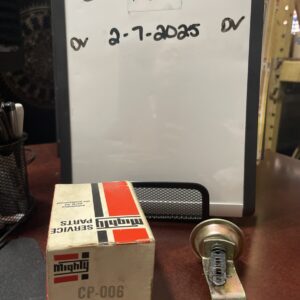 DV 2-7-2025 DV
Mighty
SERVICE
PARTS
Mighty
CP-006